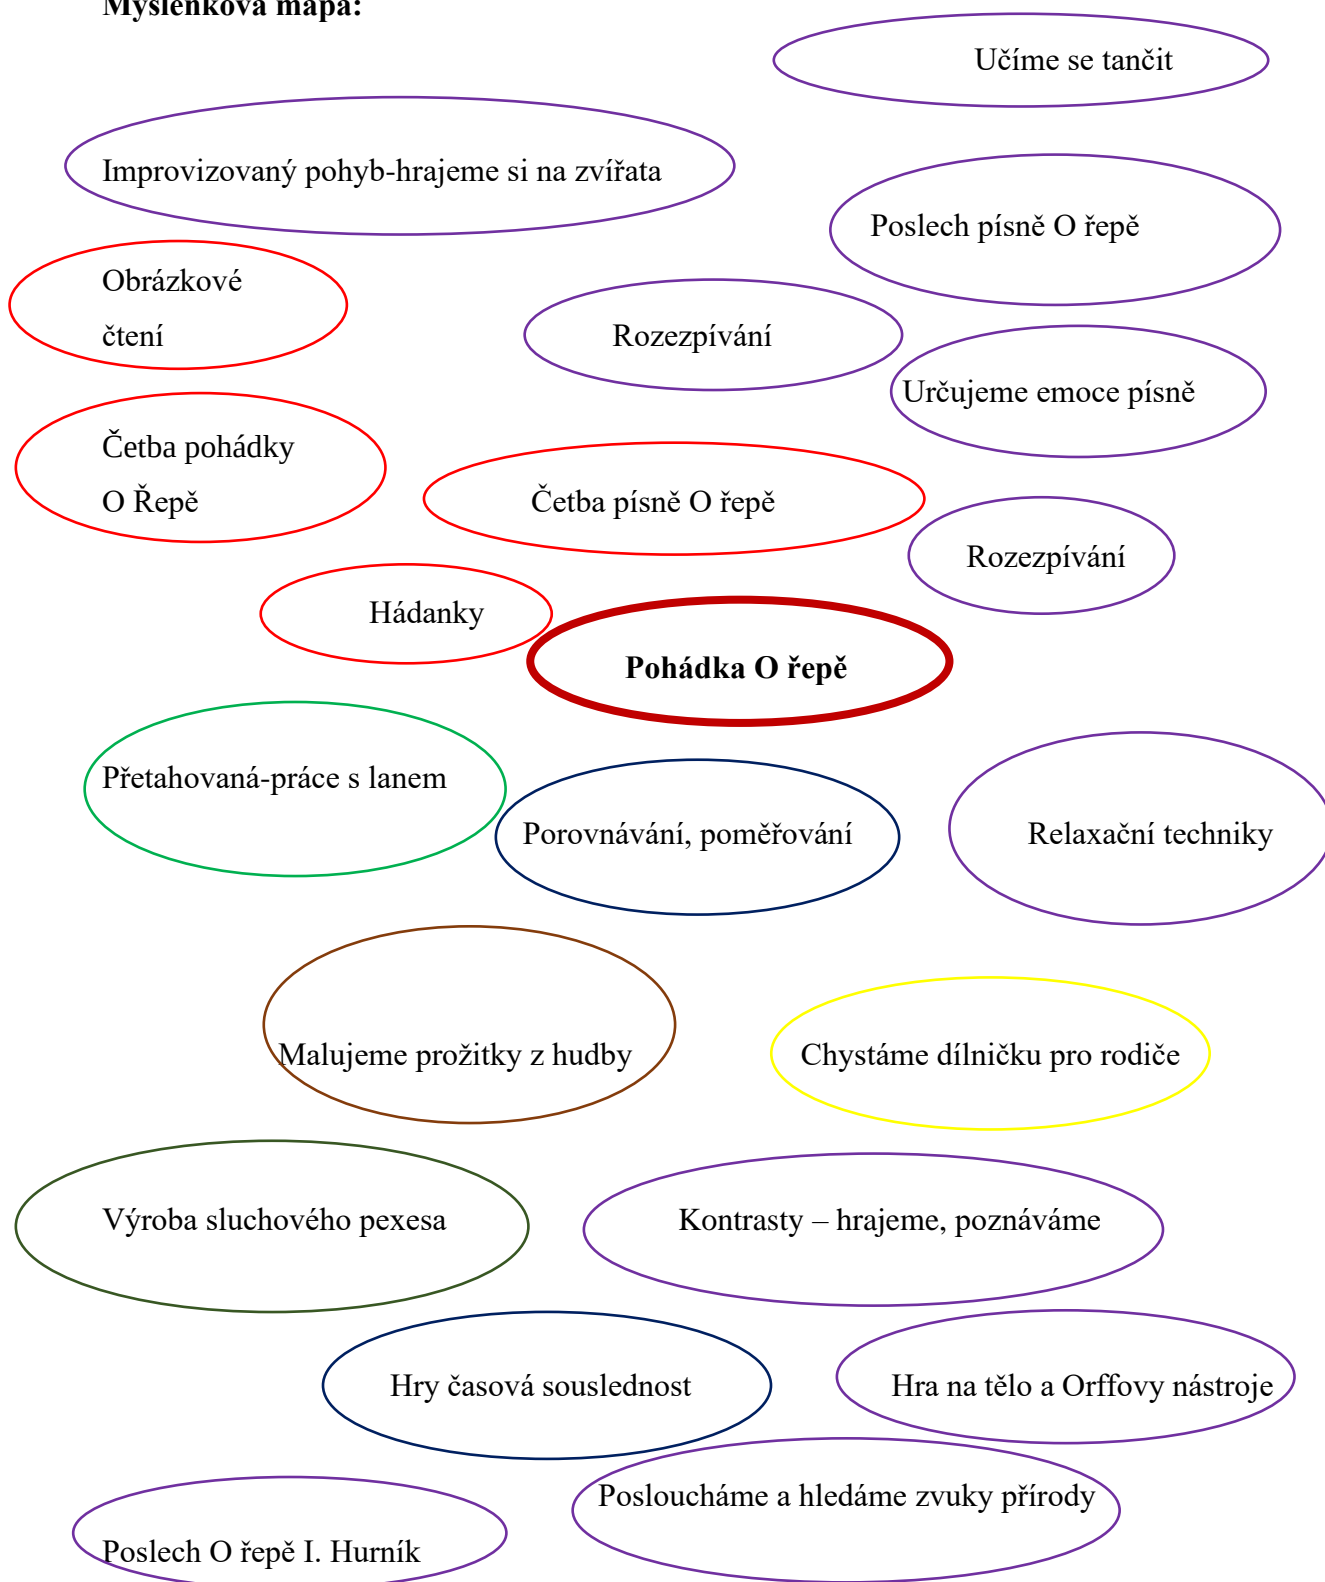 Myšlenková mapa:
Učíme se tančit
Improvizovaný pohyb-hrajeme si na zvířata
Poslech písně O řepě
Obrázkové
čtení
Rozezpívání
Určujeme emoce písně
Četba pohádky
O Řepě
Četba písně O řepě
Rozezpívání
Hádanky
Pohádka O řepě
Přetahovaná-práce s lanem
Porovnávání, poměřování
Relaxační techniky
Malujeme prožitky z hudby
Chystáme dílničku pro rodiče
Výroba sluchového pexesa
Kontrasty – hrajeme, poznáváme
Hry časová souslednost
Hra na tělo a Orffovy nástroje
Posloucháme a hledáme zvuky přírody
Poslech O řepě I. Hurník